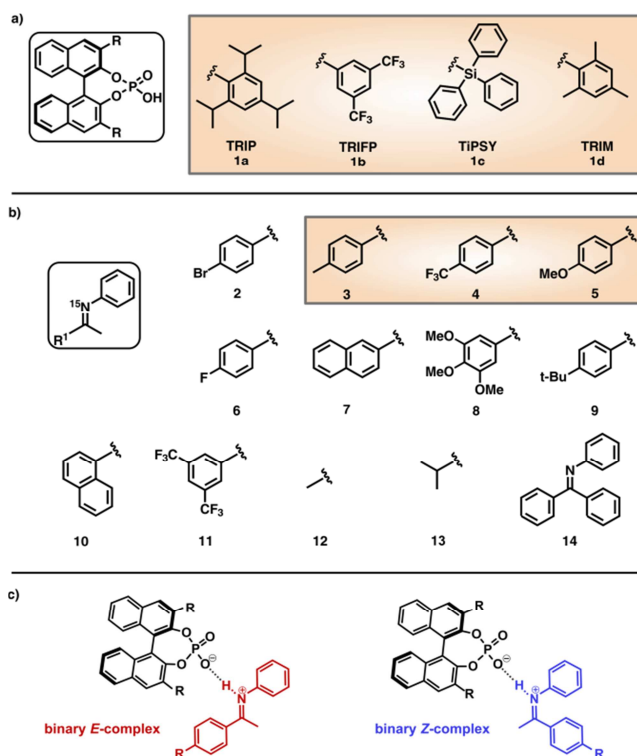 a)
R
O
O
P
O
OH
R
TRIP
1a
CF₃
CF₃
TRIFP
1b
Si
TiPSY
1c
TRIM
1d
b)
¹⁵N
R¹
Br
2
3
F₃C
4
MeO
5
F
6
7
MeO
MeO
OMe
8
t-Bu
9
10
F₃C
CF₃
11
12
13
N
14
c)
R
O
O
P
O
O
⊖
R
H
⊕
N
R
binary E-complex
R
O
O
P
O
O
⊖
R
H
⊕
N
R
binary Z-complex